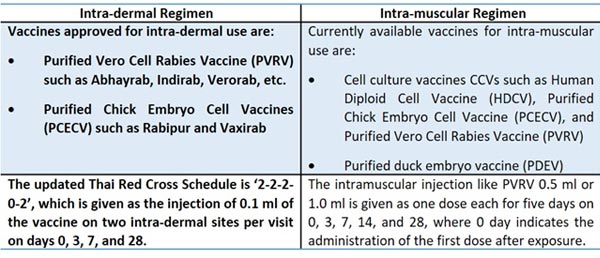 Intra-dermal Regimen
Intra-muscular Regimen
Vaccines approved for intra-dermal use are:
• Purified Vero Cell Rabies Vaccine (PVRV)
such as Abhayrab, Indirab, Verorab, etc.
• Purified Chick Embryo Cell Vaccines
(PCECV) such as Rabipur and Vaxirab
Currently available vaccines for intra-muscular
use are:
• Cell culture vaccines CCVs such as Human
Diploid Cell Vaccine (HDCV), Purified
Chick Embryo Cell Vaccine (PCECV), and
Purified Vero Cell Rabies Vaccine (PVRV)
• Purified duck embryo vaccine (PDEV)
The updated Thai Red Cross Schedule is ‘2-2-2-
0-2’, which is given as the injection of 0.1 ml of
the vaccine on two intra-dermal sites per visit
on days 0, 3, 7, and 28.
The intramuscular injection like PVRV 0.5 ml or
1.0 ml is given as one dose each for five days on
0, 3, 7, 14, and 28, where 0 day indicates the
administration of the first dose after exposure.